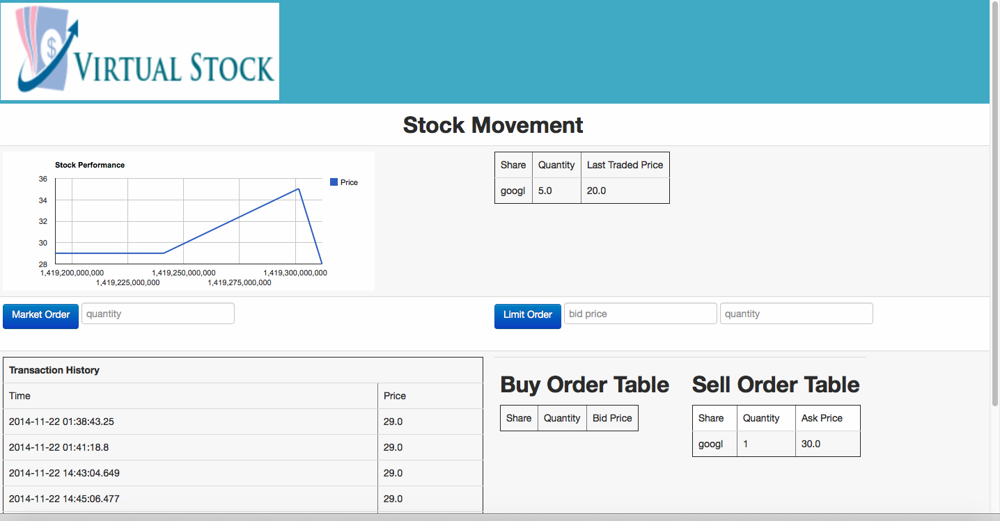 $
VIRTUAL STOCK
Stock Movement
Stock Performance
Price
36
34
32
30
28
1,419,200,000,000 1,419,250,000,000 1,419,300,000,000
1,419,225,000,000 1,419,275,000,000
Share Quantity Last Traded Price
googl 5.0 20.0
Market Order quantity
Limit Order bid price quantity
Transaction History
Time Price
2014-11-22 01:38:43.25 29.0
2014-11-22 01:41:18.8 29.0
2014-11-22 14:43:04.649 29.0
2014-11-22 14:45:06.477 29.0
Buy Order Table
Share Quantity Bid Price
Sell Order Table
Share Quantity Ask Price
googl 1 30.0